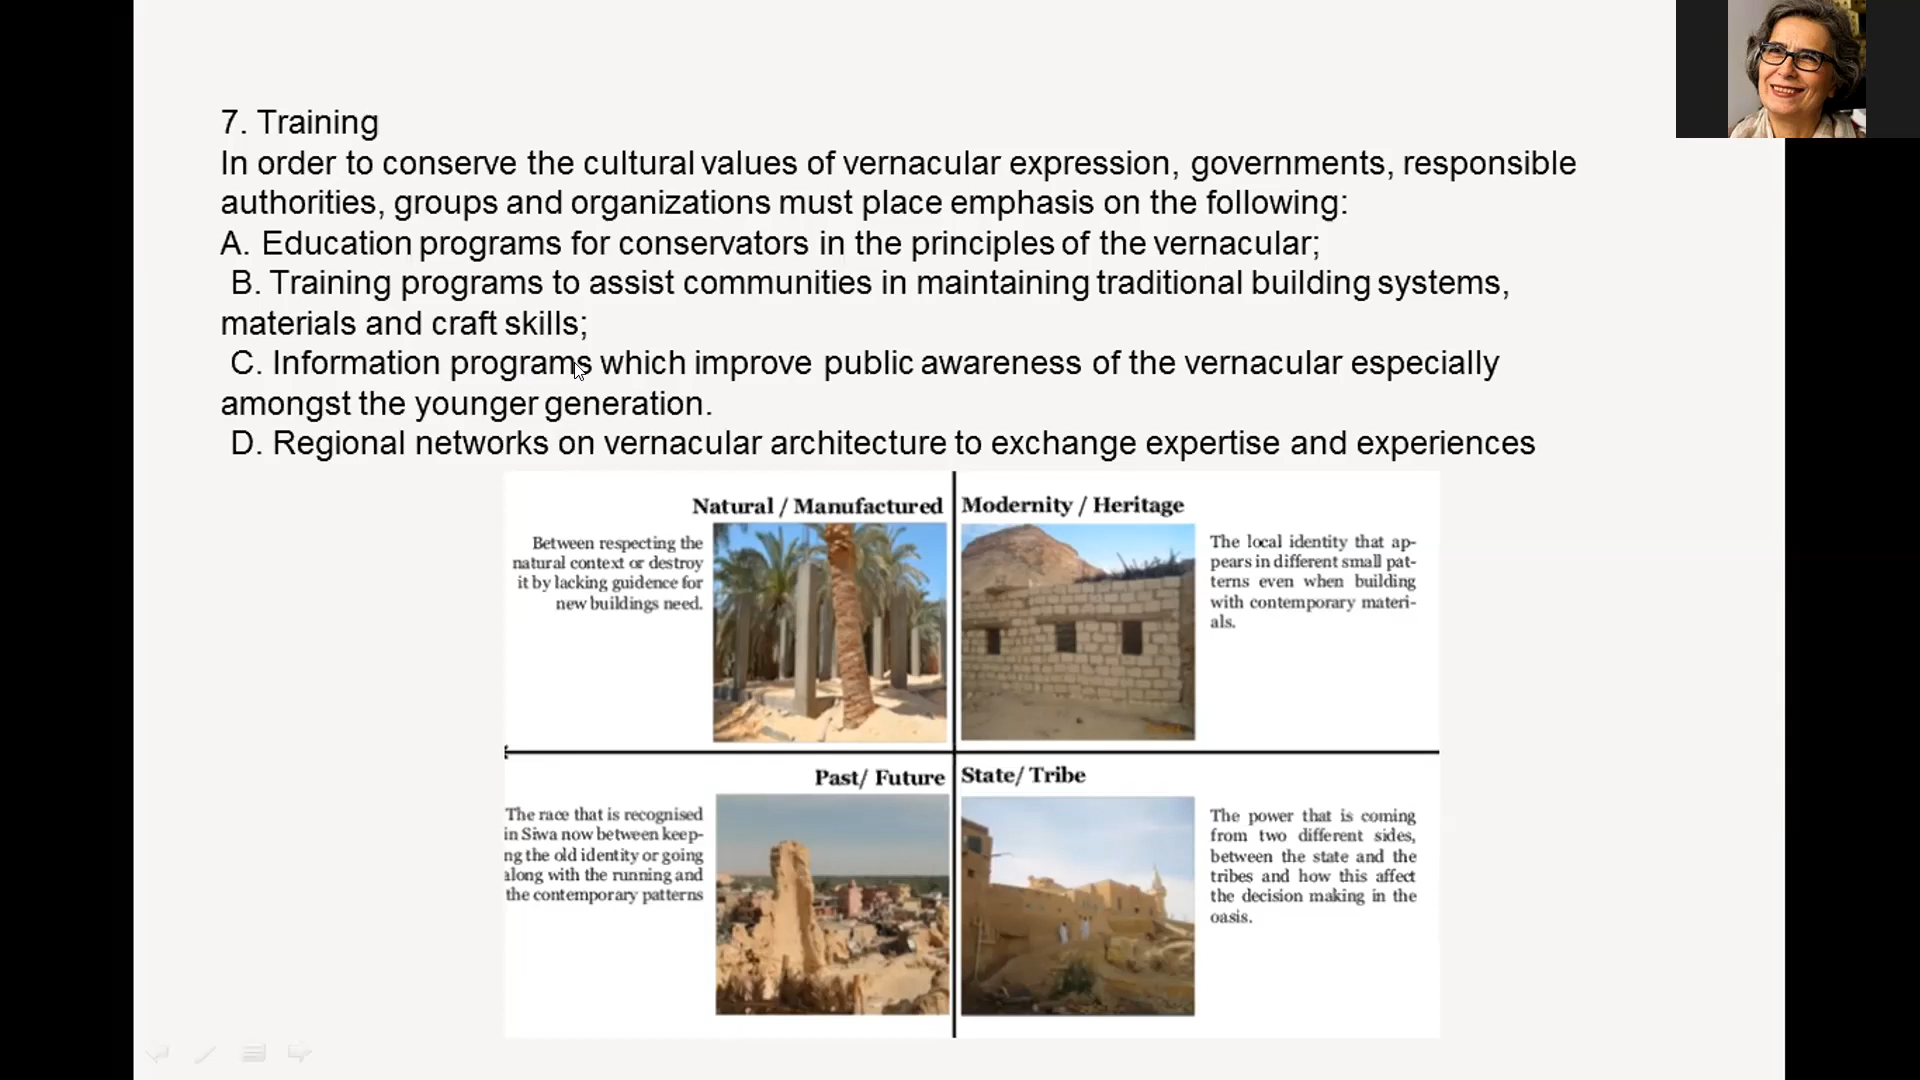 7. Training
In order to conserve the cultural values of vernacular expression, governments, responsible
authorities, groups and organizations must place emphasis on the following:
A. Education programs for conservators in the principles of the vernacular;
B. Training programs to assist communities in maintaining traditional building systems,
materials and craft skills;
C. Information programs which improve public awareness of the vernacular especially
amongst the younger generation.
D. Regional networks on vernacular architecture to exchange expertise and experiences
Natural / Manufactured
Between respecting the
natural context or destroy
it by lacking guidence for
new buildings need.
Modernity / Heritage
The local identity that ap-
pears in different small pat-
terns even when building
with contemporary materi-
als.
Past/ Future
The race that is recognised
in Siwa now between keep-
ng the old identity or going
along with the running and
the contemporary patterns
State/ Tribe
The power that is coming
from two different sides,
between the state and the
tribes and how this affect
the decision making in the
oasis.